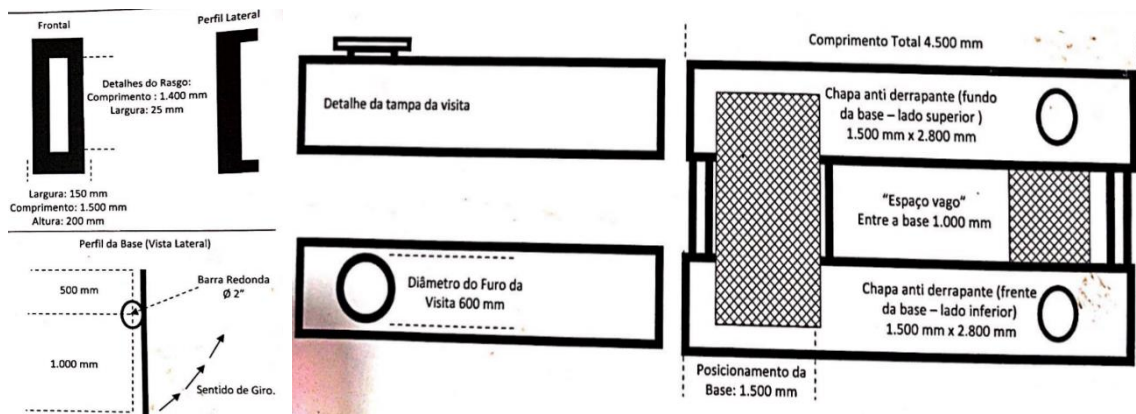 Frontal
Perfil Lateral
Detalhes do Rasgo:
Comprimento : 1.400 mm
Largura: 25 mm
Largura: 150 mm
Comprimento: 1.500 mm
Altura: 200 mm
Perfil da Base (Vista Lateral)
500 mm
Barra Redonda
Ø 2"
1.000 mm
Sentido de Giro.
Detalhe da tampa da visita
Diâmetro do Furo da
Visita 600 mm
Comprimento Total 4.500 mm
Chapa anti derrapante (fundo
da base – lado superior )
1.500 mm x 2.800 mm
"Espaço vago"
Entre a base 1.000 mm
Chapa anti derrapante (frente
da base – lado inferior)
1.500 mm x 2.800 mm
Posicionamento da
Base: 1.500 mm